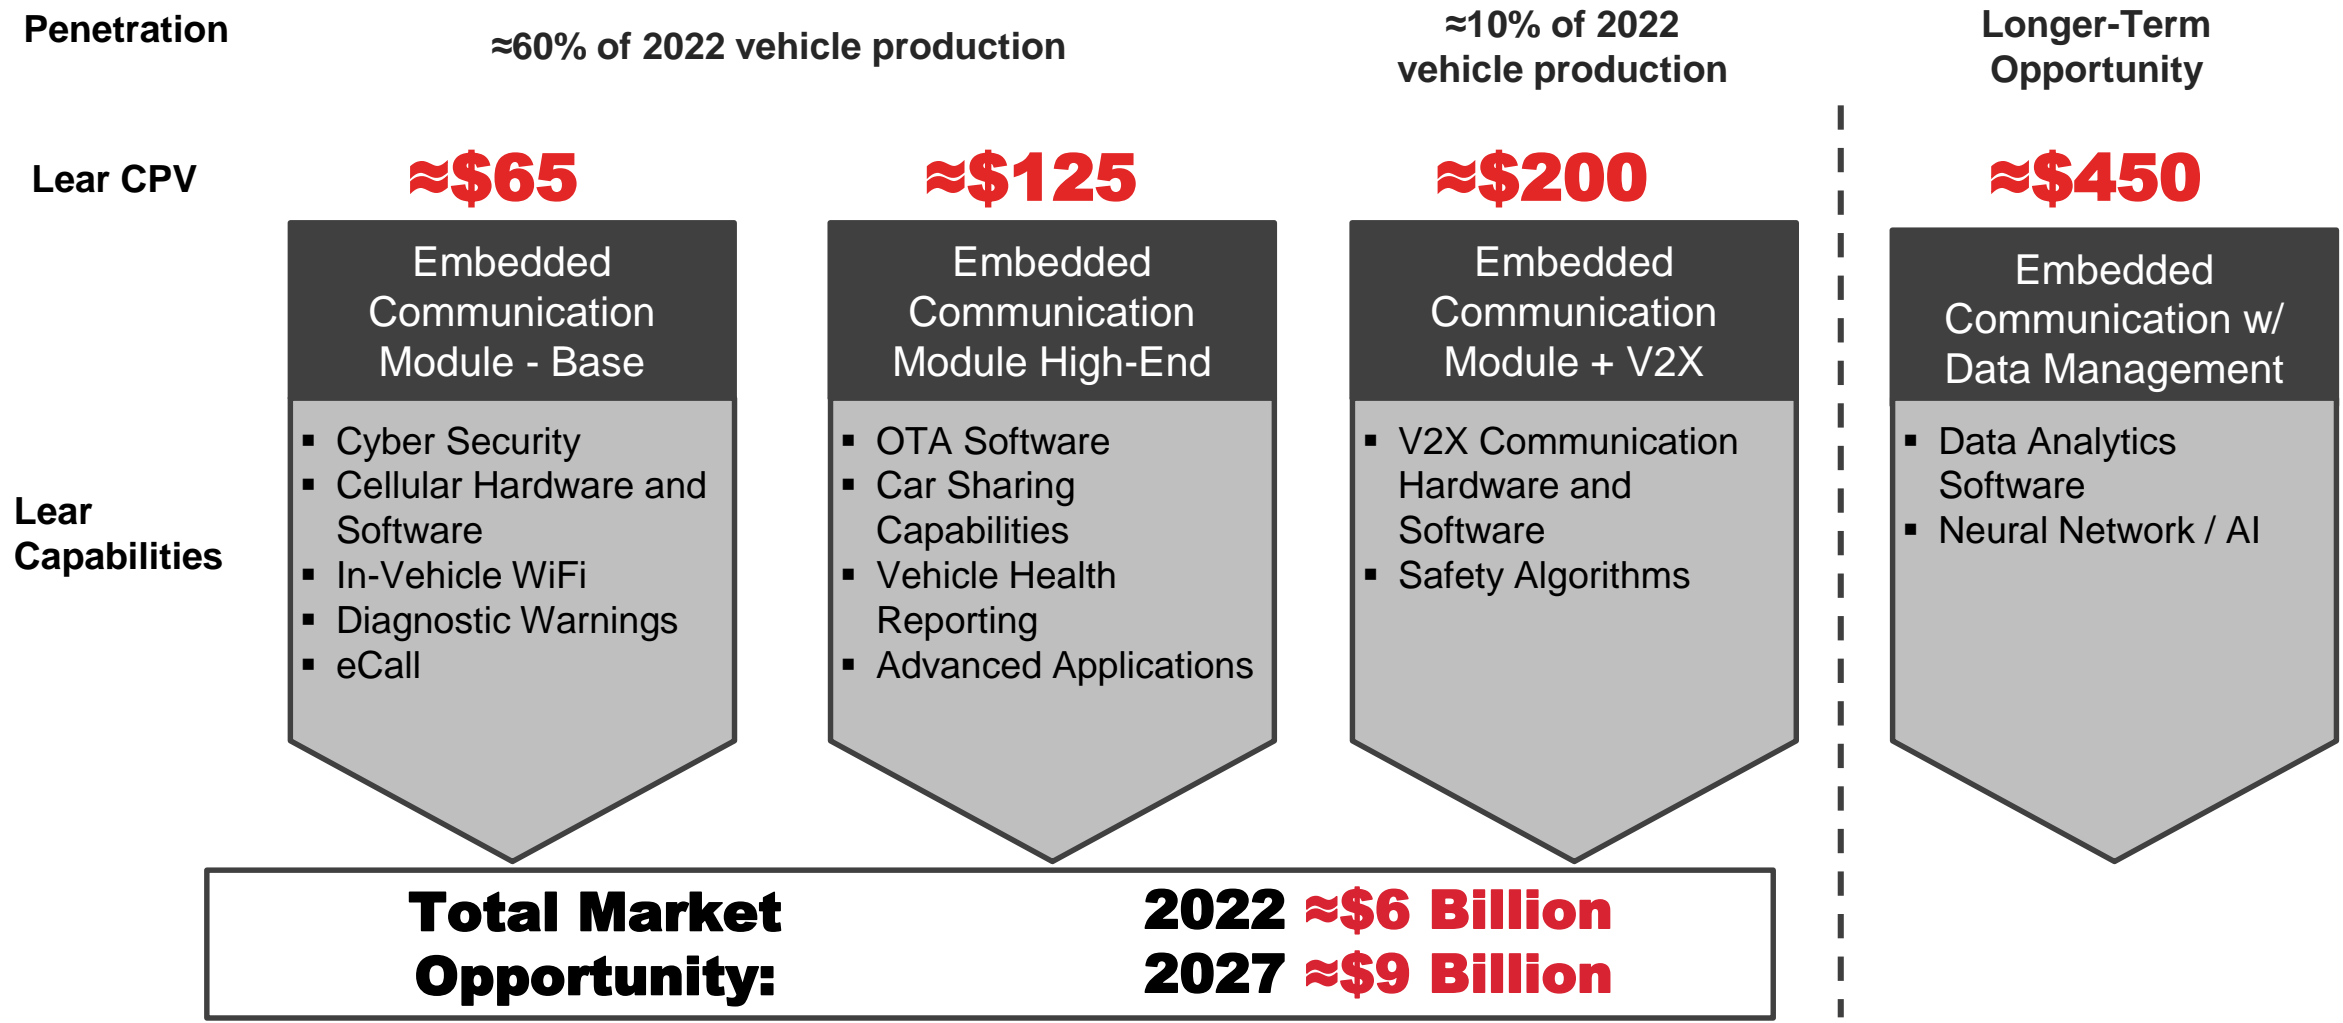 Penetration
≈60% of 2022 vehicle production
≈10% of 2022
vehicle production
Longer-Term
Opportunity
Lear CPV
≈$65
≈$125
≈$200
≈$450
Embedded
Communication
Module - Base
Embedded
Communication
Module High-End
Embedded
Communication
Module + V2X
Embedded
Communication w/
Data Management
Lear
Capabilities
▪ Cyber Security
▪ Cellular Hardware and
Software
▪ In-Vehicle WiFi
▪ Diagnostic Warnings
▪ eCall
▪ OTA Software
▪ Car Sharing
Capabilities
▪ Vehicle Health
Reporting
▪ Advanced Applications
▪ V2X Communication
Hardware and
Software
▪ Safety Algorithms
▪ Data Analytics
Software
▪ Neural Network / AI
Total Market
Opportunity:
2022 ≈$6 Billion
2027 ≈$9 Billion